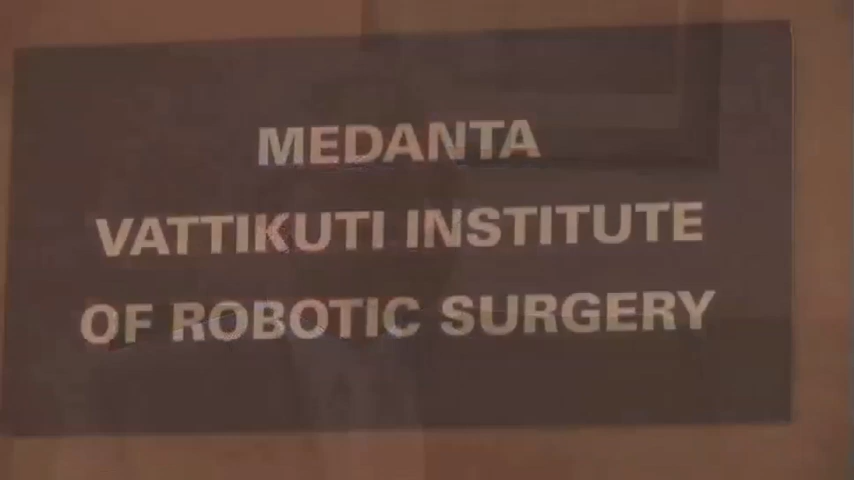 MEDANTA
VATTIKUTI INSTITUTE
OF ROBOTIC SURGERY